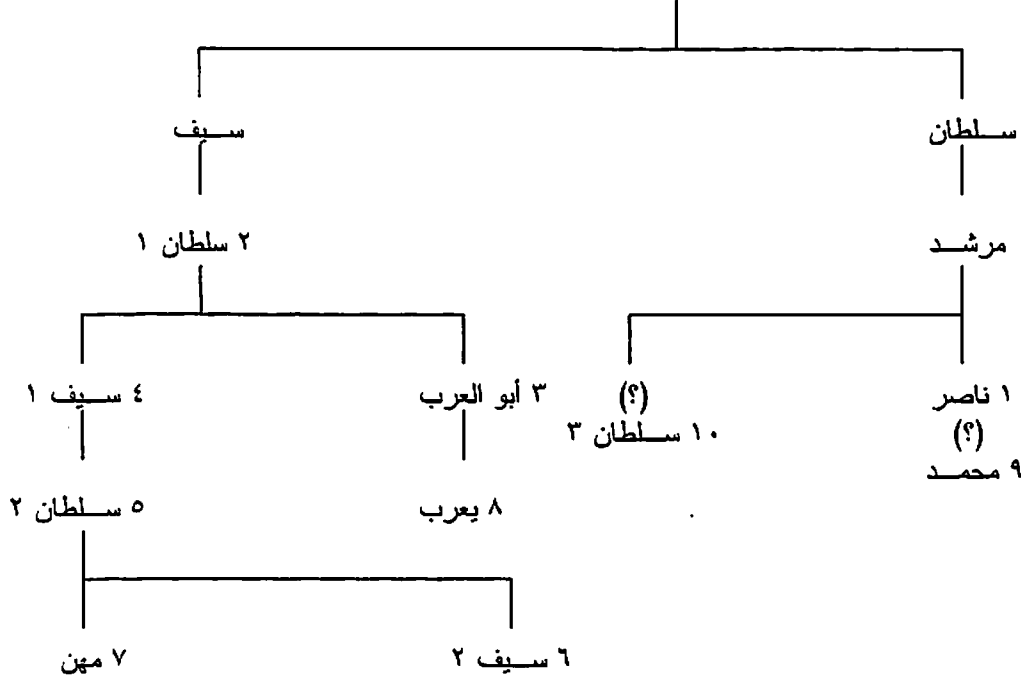 سلطان سيف
مرشد ٢ سلطان ١
١ ناصر (؟) ٣ أبو العرب ٤ سيف ١
(؟) ١٠ سلطان ٣
٩ محمد
٨ يعرب ٥ سلطان ٢
٦ سيف ٢ ٧ مهن